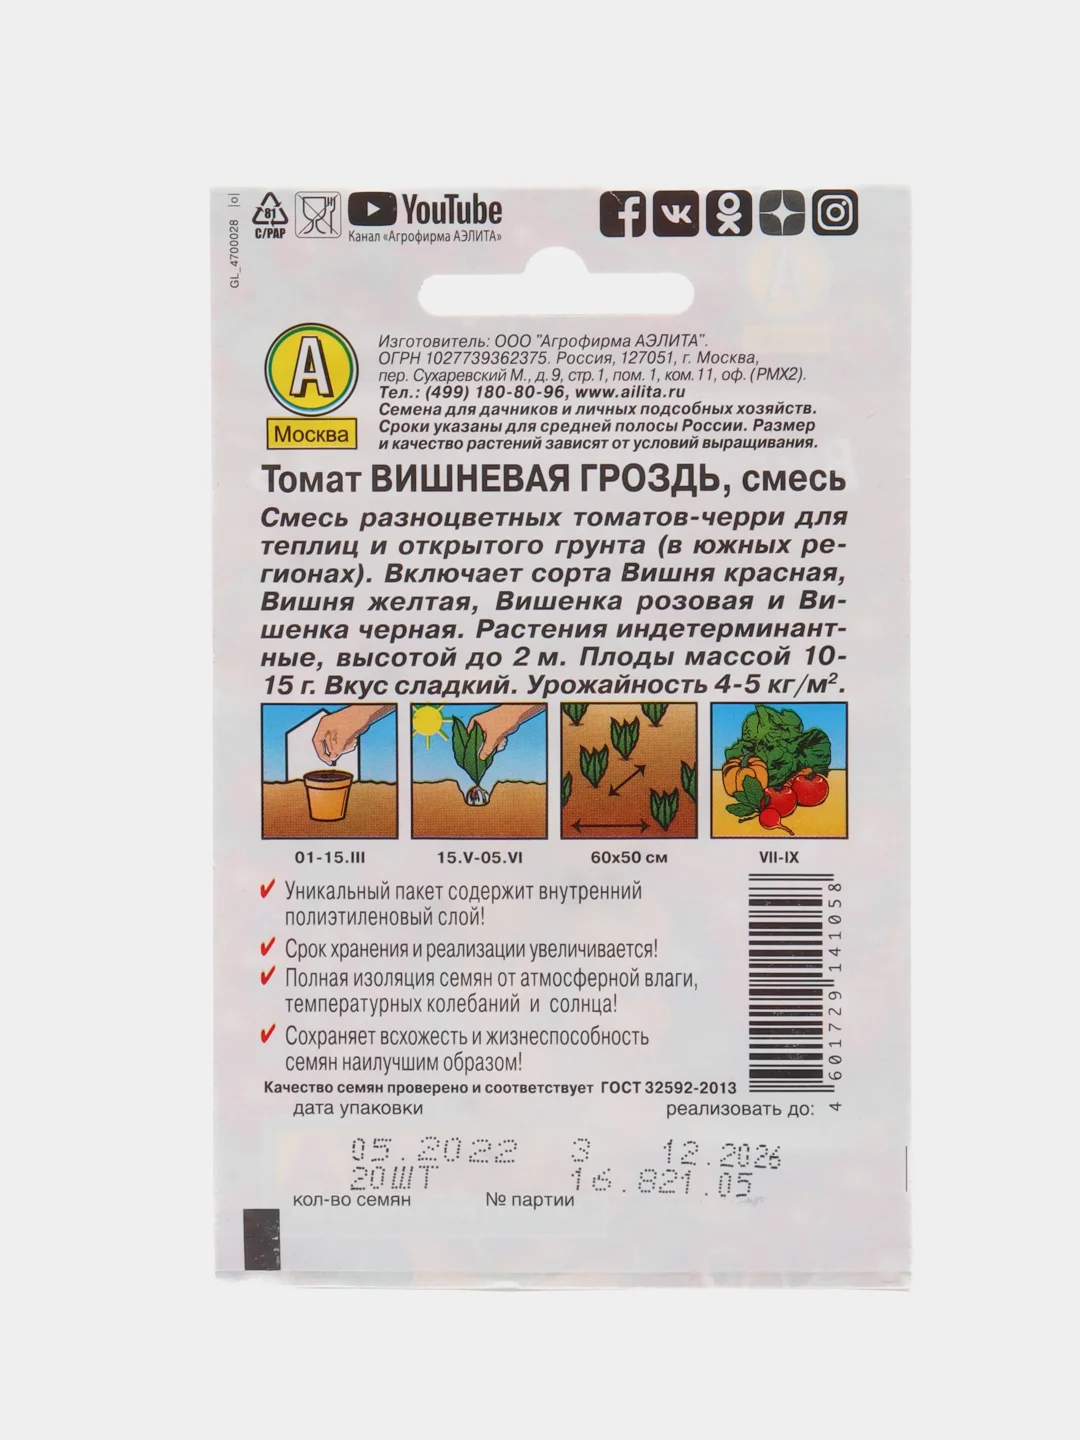 GL_4700028 |o|
81
C/PAP
YouTube
Канал «Агрофирма АЭЛИТА»
А
Москва
Изготовитель: ООО "Агрофирма АЭЛИТА".
ОГРН 1027739362375. Россия, 127051, г. Москва,
пер. Сухаревский М., д. 9, стр. 1, пом. 1, ком. 11, оф. (РМХ2).
Тел.: (499) 180-80-96, www.ailita.ru
Семена для дачников и личных подсобных хозяйств.
Сроки указаны для средней полосы России. Размер
и качество растений зависят от условий выращивания.
Томат ВИШНЕВАЯ ГРОЗДЬ, смесь
Смесь разноцветных томатов-черри для
теплиц и открытого грунта (в южных ре-
гионах). Включает сорта Вишня красная,
Вишня желтая, Вишенка розовая и Ви-
шенка черная. Растения индетерминант-
ные, высотой до 2 м. Плоды массой 10-
15 г. Вкус сладкий. Урожайность 4-5 кг/м².
01-15.III 15.V-05.VI 60x50 см VII-IX
Уникальный пакет содержит внутренний
полиэтиленовый слой!
Срок хранения и реализации увеличивается!
Полная изоляция семян от атмосферной влаги,
температурных колебаний и солнца!
Сохраняет всхожесть и жизнеспособность
семян наилучшим образом!
4 601729 141058
Качество семян проверено и соответствует ГОСТ 32592-2013
дата упаковки реализовать до:
05.2022 3 12.2026
20ШТ 16.821.05
кол-во семян № партии